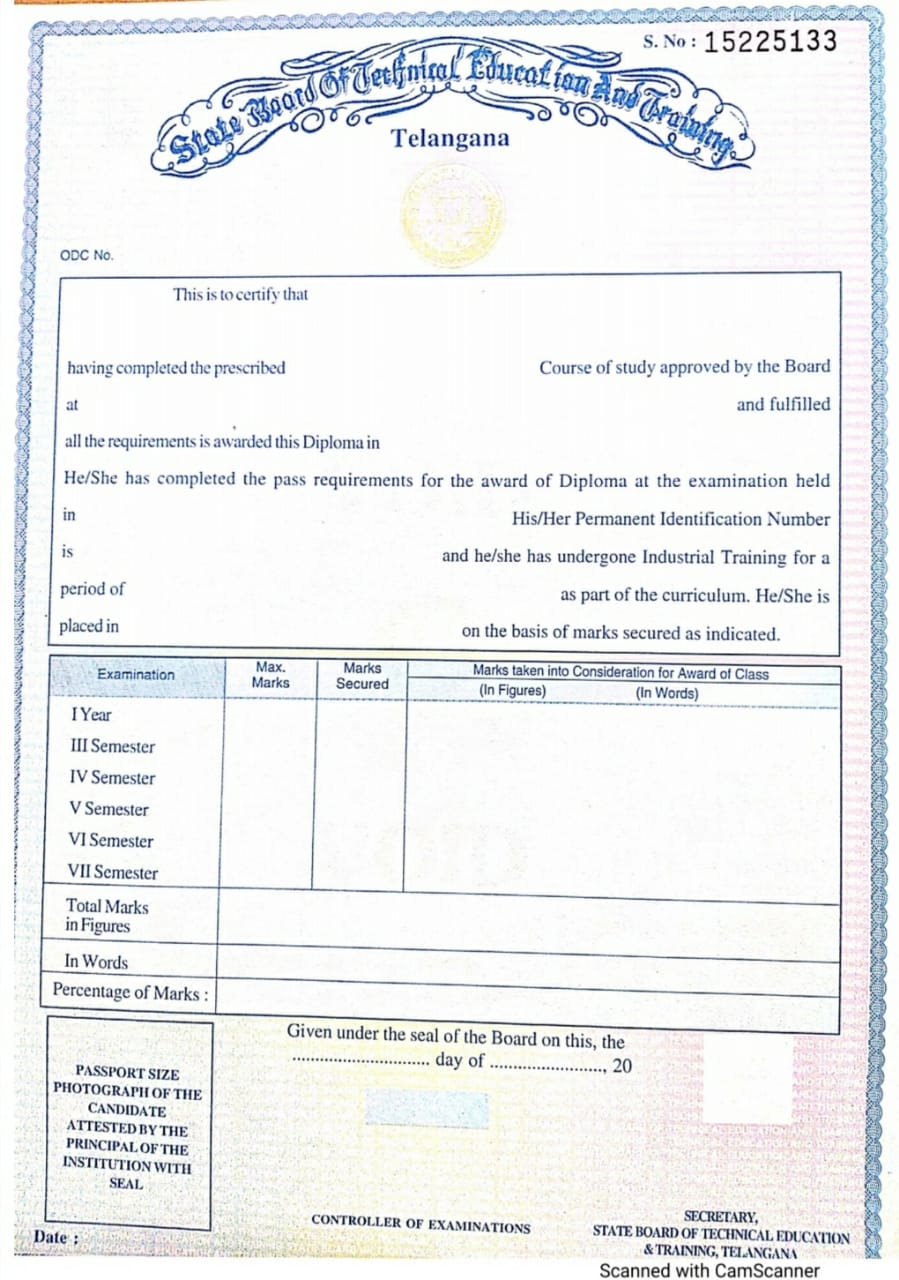 S. No : 15225133
State Board Of Technical Education And Training
Telangana
ODC No.
This is to certify that
having completed the prescribed Course of study approved by the Board
at and fulfilled
all the requirements is awarded this Diploma in
He/She has completed the pass requirements for the award of Diploma at the examination held
in His/Her Permanent Identification Number
is and he/she has undergone Industrial Training for a
period of as part of the curriculum. He/She is
placed in on the basis of marks secured as indicated.
Examination Max. Marks Marks Secured Marks taken into Consideration for Award of Class
(In Figures) (In Words)
I Year
III Semester
IV Semester
V Semester
VI Semester
VII Semester
Total Marks
in Figures
In Words
Percentage of Marks :
Given under the seal of the Board on this, the
............................ day of ........................, 20
PASSPORT SIZE
PHOTOGRAPH OF THE
CANDIDATE
ATTESTED BY THE
PRINCIPAL OF THE
INSTITUTION WITH
SEAL
Date :
CONTROLLER OF EXAMINATIONS
SECRETARY,
STATE BOARD OF TECHNICAL EDUCATION
& TRAINING, TELANGANA
Scanned with CamScanner